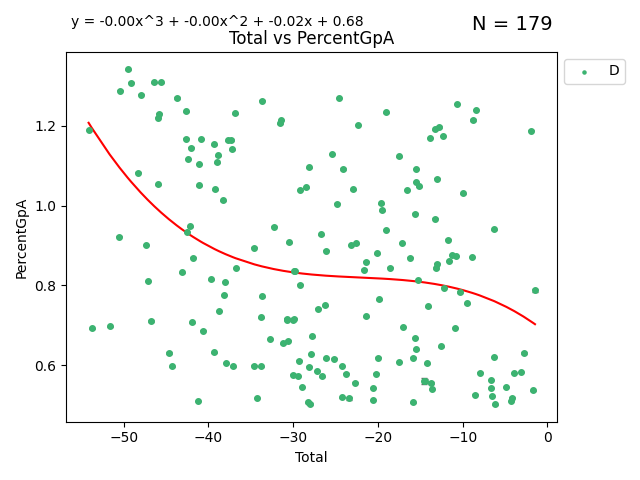 y = -0.00x^3 + -0.00x^2 + -0.02x + 0.68
N = 179
Total vs PercentGpA
D
PercentGpA
1.2
1.0
0.8
0.6
−50 −40 −30 −20 −10 0
Total